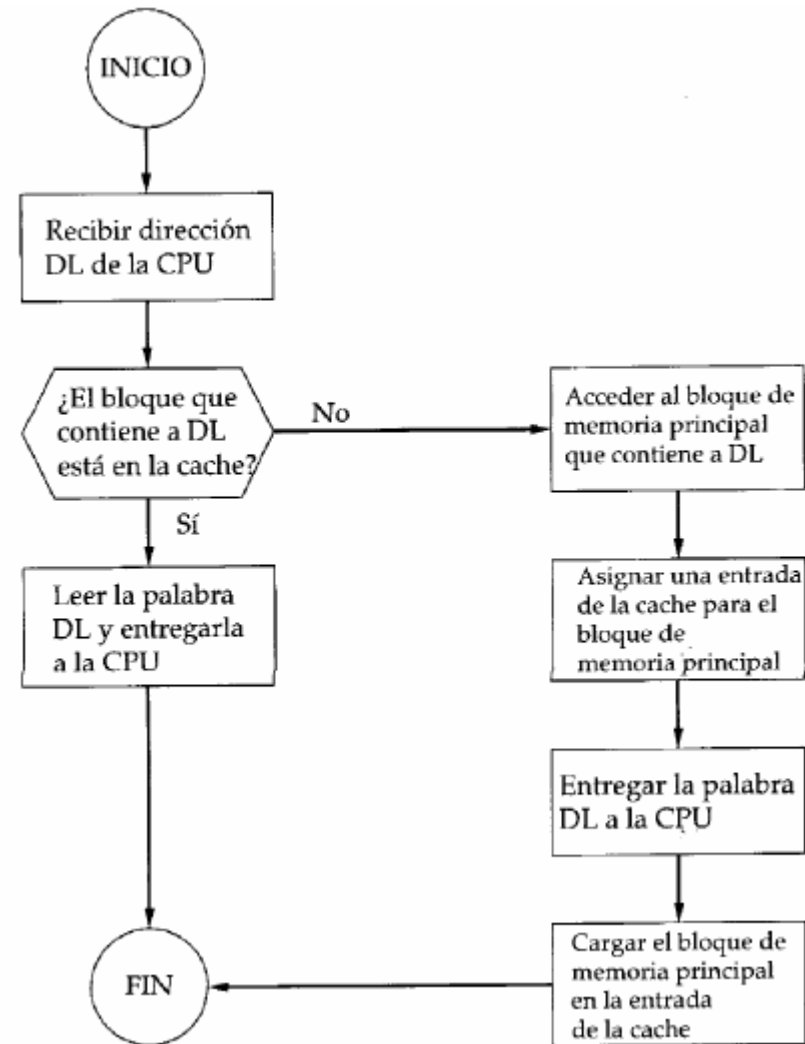 INICIO
Recibir dirección
DL de la CPU
¿El bloque que
contiene a DL
está en la cache?
No
Sí
Leer la palabra
DL y entregarla
a la CPU
Acceder al bloque de
memoria principal
que contiene a DL
Asignar una entrada
de la cache para el
bloque de
memoria principal
Entregar la palabra
DL a la CPU
Cargar el bloque de
memoria principal
en la entrada
de la cache
FIN